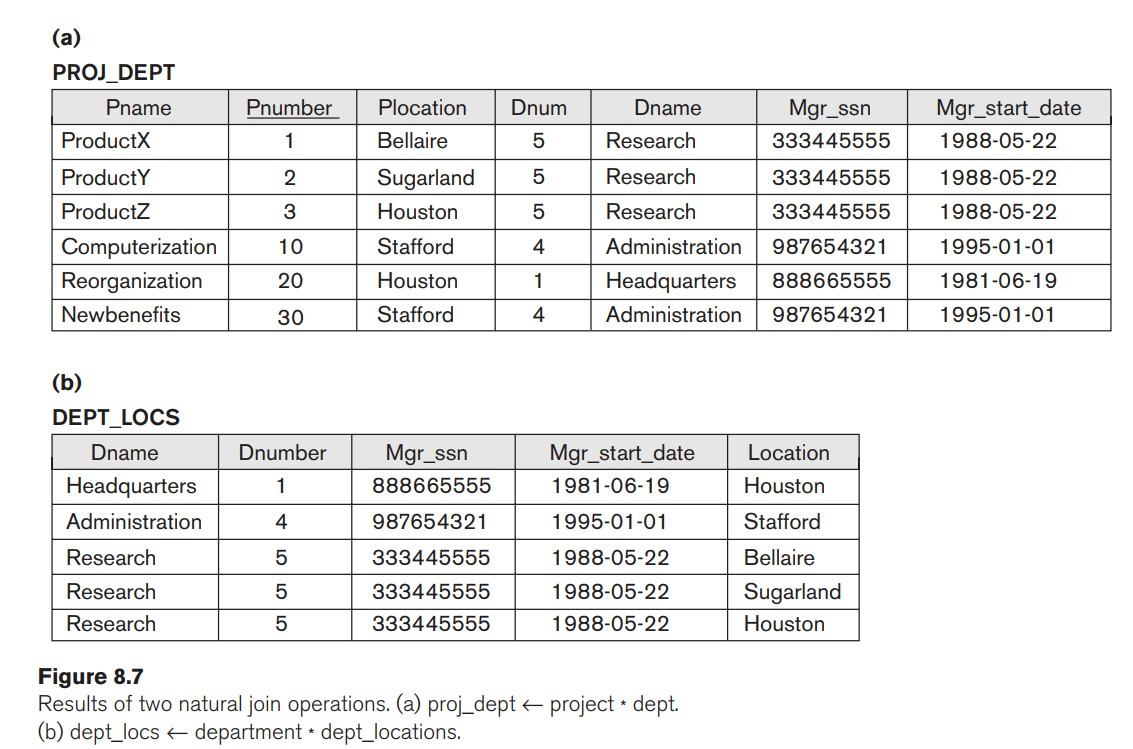 (a)
PROJ_DEPT
Pname Pnumber Plocation Dnum Dname Mgr_ssn Mgr_start_date
ProductX 1 Bellaire 5 Research 333445555 1988-05-22
ProductY 2 Sugarland 5 Research 333445555 1988-05-22
ProductZ 3 Houston 5 Research 333445555 1988-05-22
Computerization 10 Stafford 4 Administration 987654321 1995-01-01
Reorganization 20 Houston 1 Headquarters 888665555 1981-06-19
Newbenefits 30 Stafford 4 Administration 987654321 1995-01-01
(b)
DEPT_LOCS
Dname Dnumber Mgr_ssn Mgr_start_date Location
Headquarters 1 888665555 1981-06-19 Houston
Administration 4 987654321 1995-01-01 Stafford
Research 5 333445555 1988-05-22 Bellaire
Research 5 333445555 1988-05-22 Sugarland
Research 5 333445555 1988-05-22 Houston
Figure 8.7
Results of two natural join operations. (a) proj_dept ← project * dept.
(b) dept_locs ← department * dept_locations.